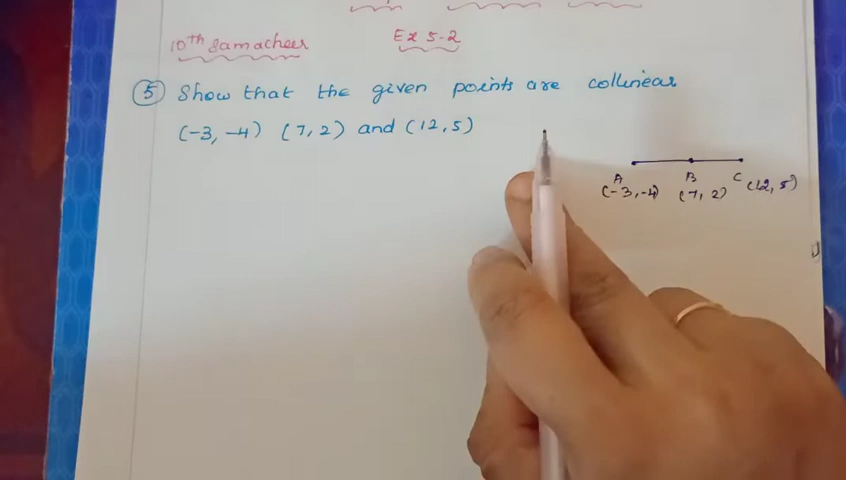 10th Samacheer Ex 5-2
5 Show that the given points are collinear
(-3, -4) (7, 2) and (12, 5)
A B C
(-3, -4) (7, 2) (12, 5)